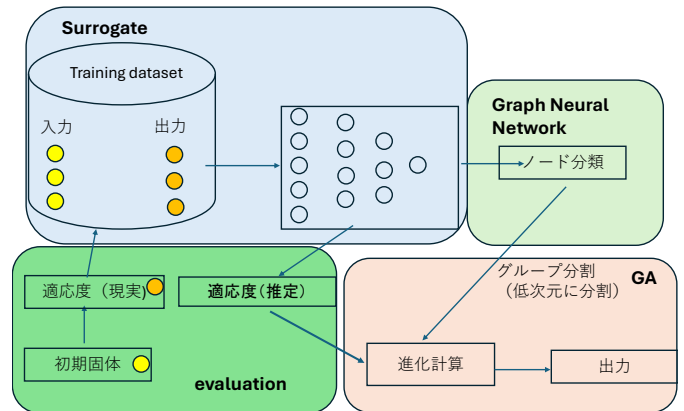 Surrogate
Training dataset
入力
出力
Graph Neural
Network
ノード分類
適応度（現実)
適応度(推定）
初期固体
evaluation
グループ分割
（低次元に分割）
GA
進化計算
出力